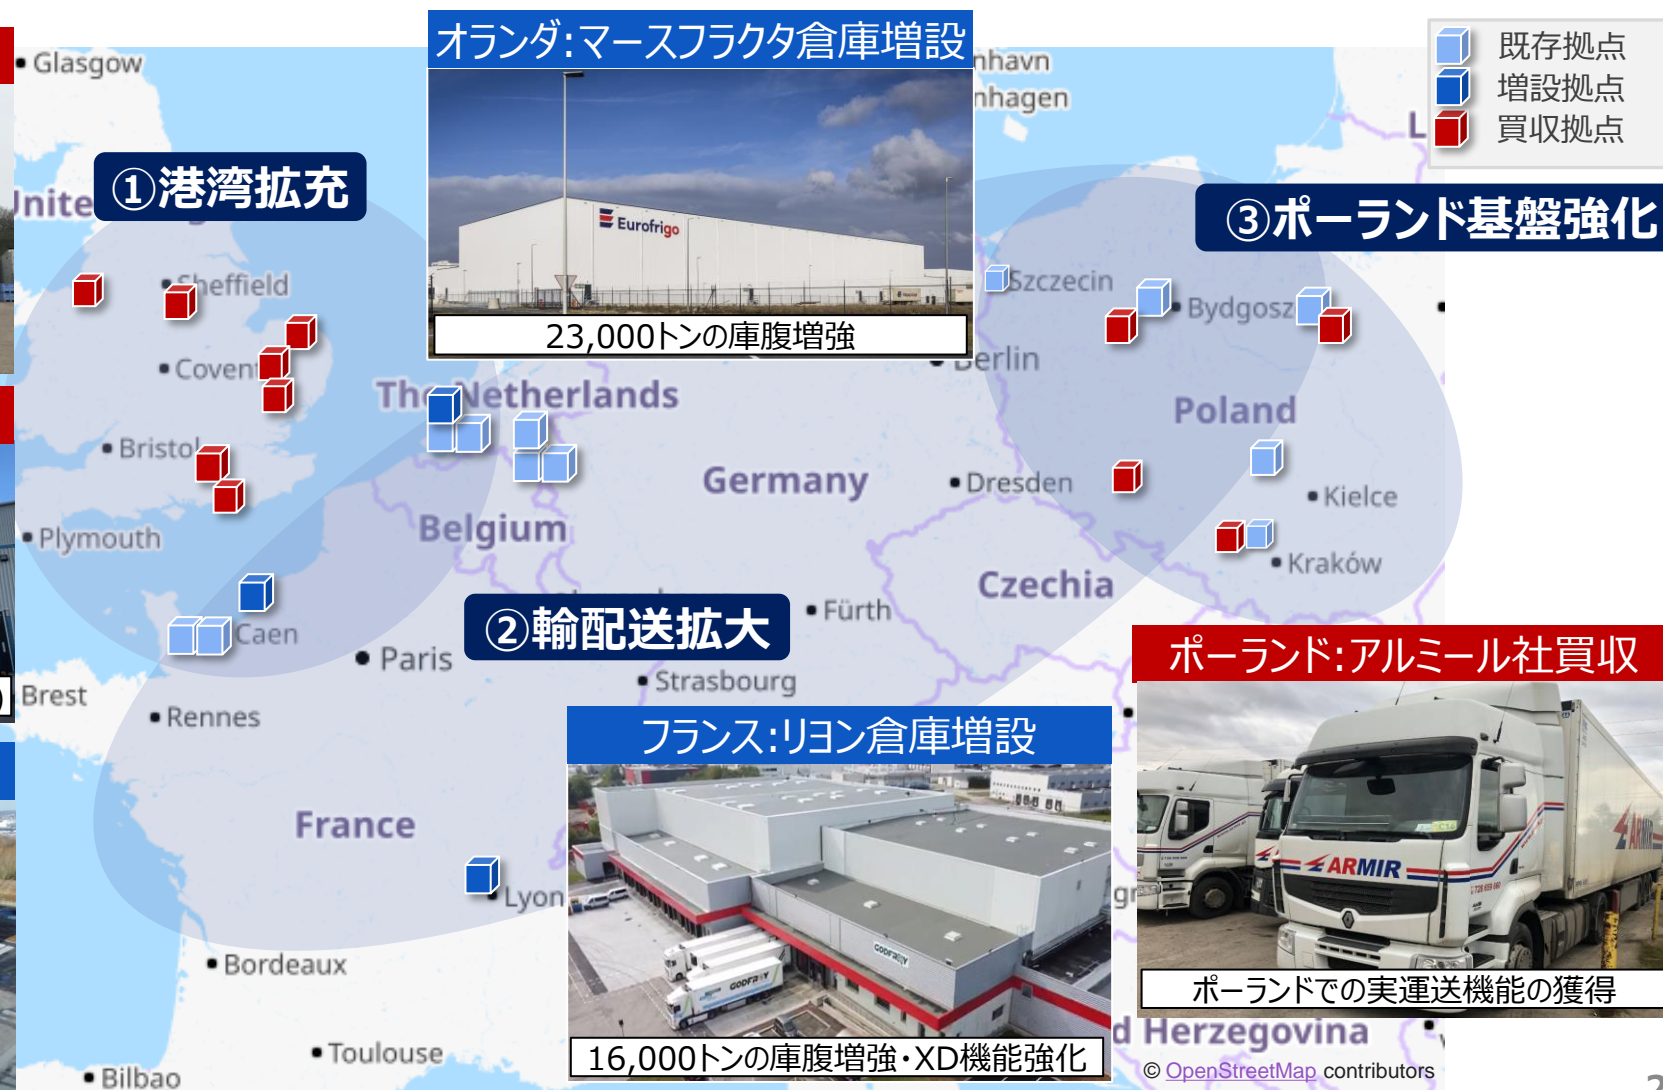 オランダ:マースフラクタ倉庫増設
既存拠点
増設拠点
買収拠点
Glasgow
nhavn
nhagen
①港湾拡充
③ポーランド基盤強化
Eurofrigo
23,000トンの庫腹増強
Sheffield
Szczecin
Bydgosz
Berlin
Coven
The Netherlands
Poland
Bristol
Germany
Dresden
Kielce
Plymouth
Belgium
Kraków
Czechia
Caen
②輸配送拡大
Fürth
Paris
Strasbourg
Brest
Rennes
ポーランド:アルミール社買収
フランス:リヨン倉庫増設
France
ARMIR
ARMIR
Lyon
GODFROY
GODFROY
Bordeaux
ポーランドでの実運送機能の獲得
d Herzegovina
Toulouse
16,000トンの庫腹増強・XD機能強化
© OpenStreetMap contributors
Bilbao